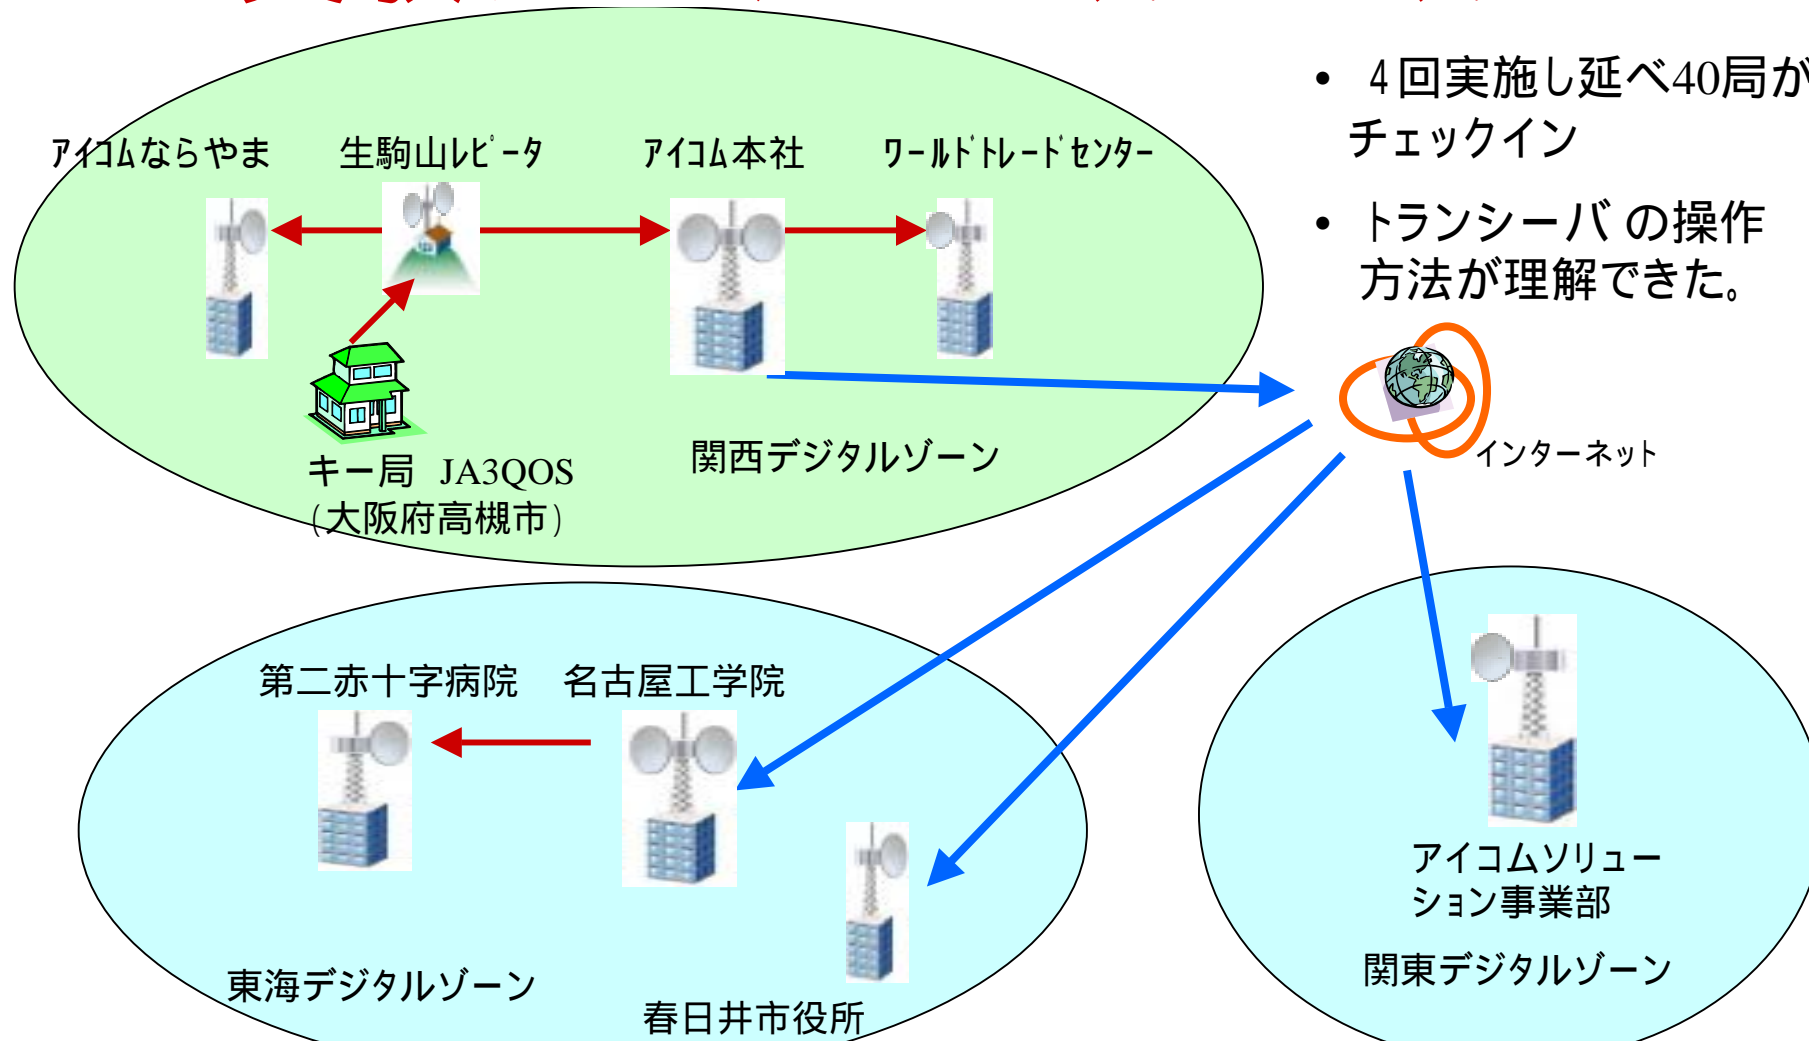 • 4回実施し延べ40局が
チェックイン
• トランシーバの操作
方法が理解できた。
ｱｲｺﾑならやま
生駒山ﾚﾋﾟｰﾀ
ｱｲｺﾑ本社
ﾜｰﾙﾄﾞﾄﾚｰﾄﾞｾﾝﾀｰ
キー局 JA3QOS
(大阪府高槻市)
関西デジタルゾーン
インターネット
第二赤十字病院
名古屋工学院
東海デジタルゾーン
春日井市役所
アイコムソリュー
ション事業部
関東デジタルゾーン